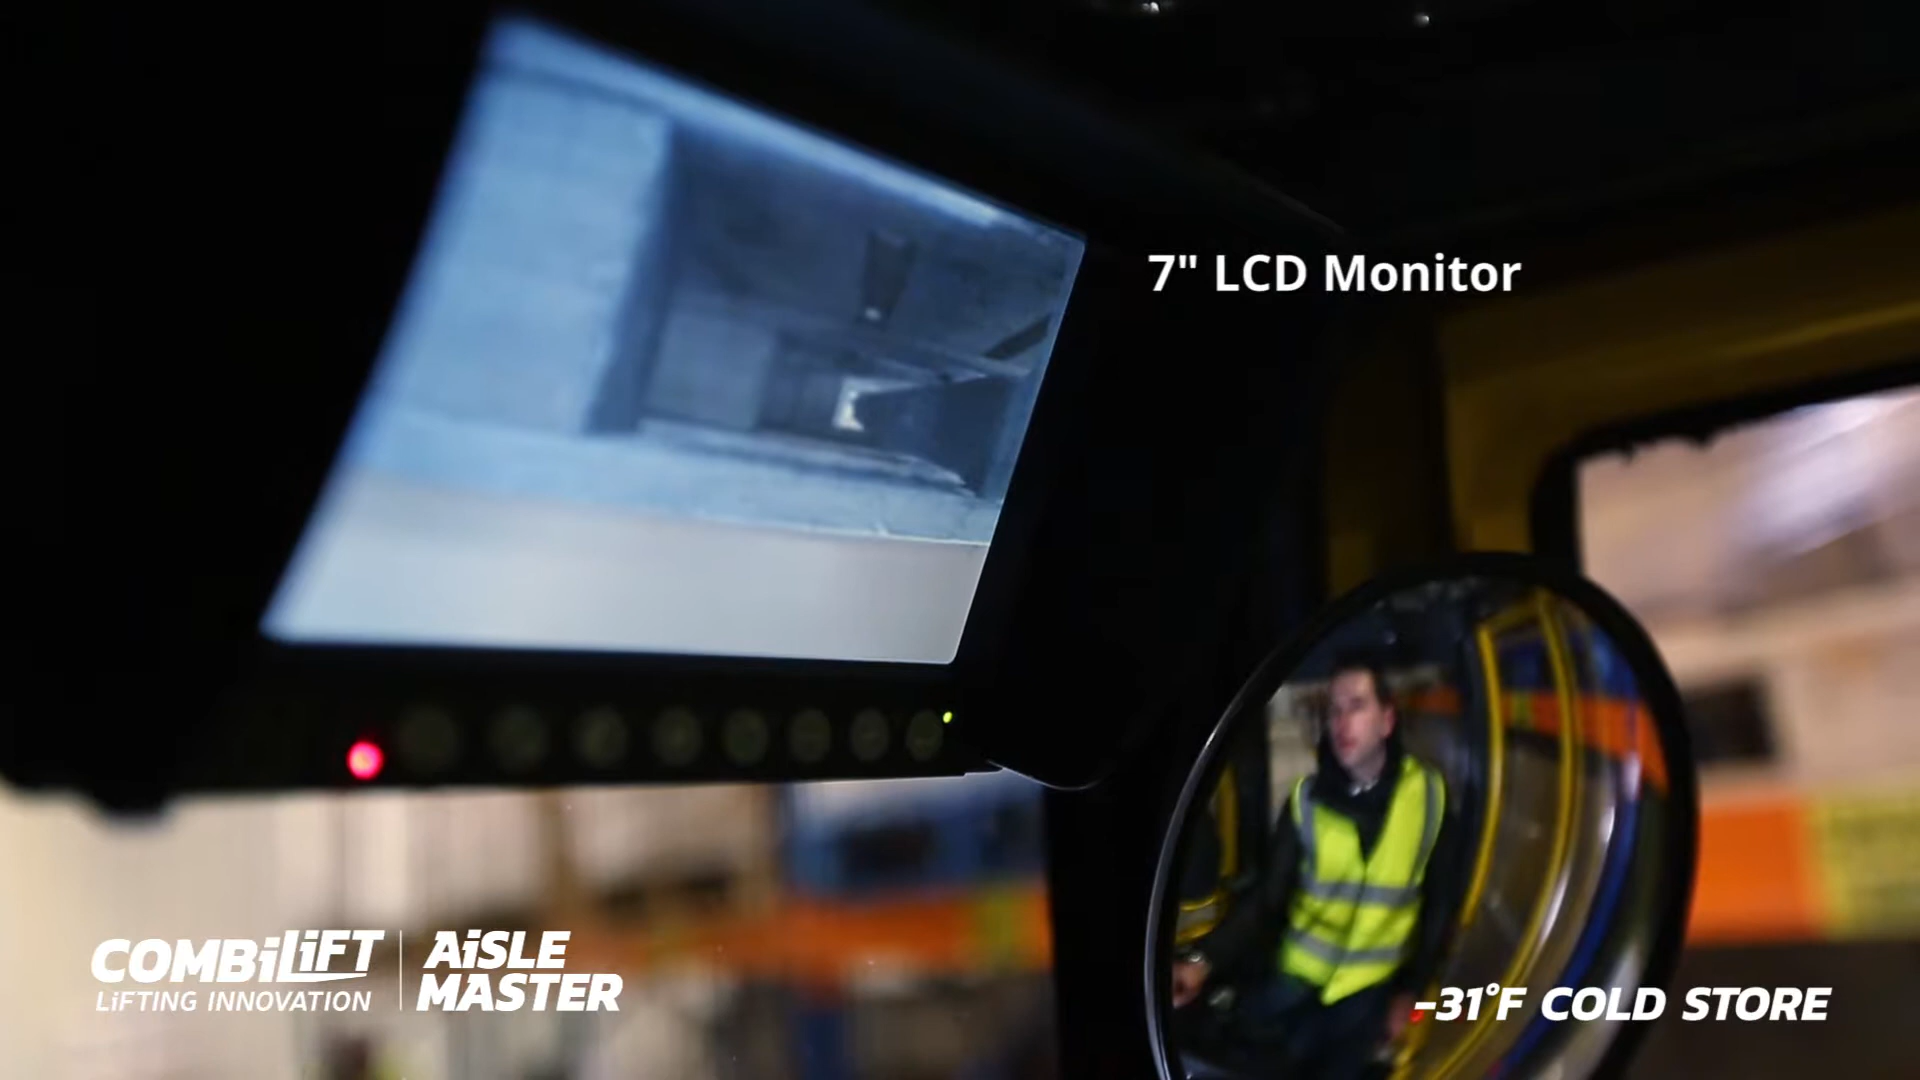 7" LCD Monitor
COMBiLiFT
LiFTING INNOVATION
AiSLE
MASTER
-31°F COLD STORE